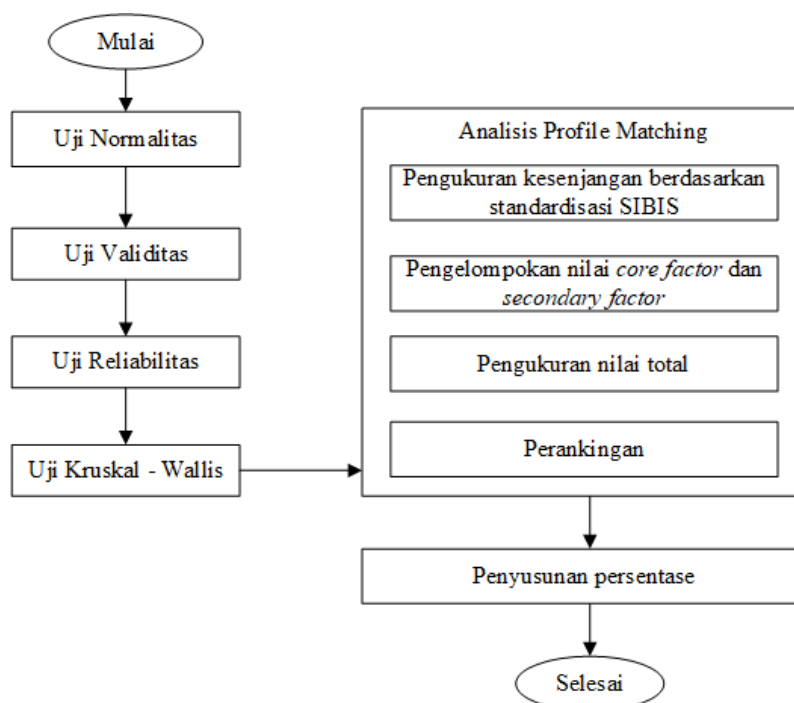 Mulai
Uji Normalitas
Uji Validitas
Uji Reliabilitas
Uji Kruskal - Wallis
Analisis Profile Matching
Pengukuran kesenjangan berdasarkan
standardisasi SIBIS
Pengelompokan nilai core factor dan
secondary factor
Pengukuran nilai total
Perankingan
Penyusunan persentase
Selesai